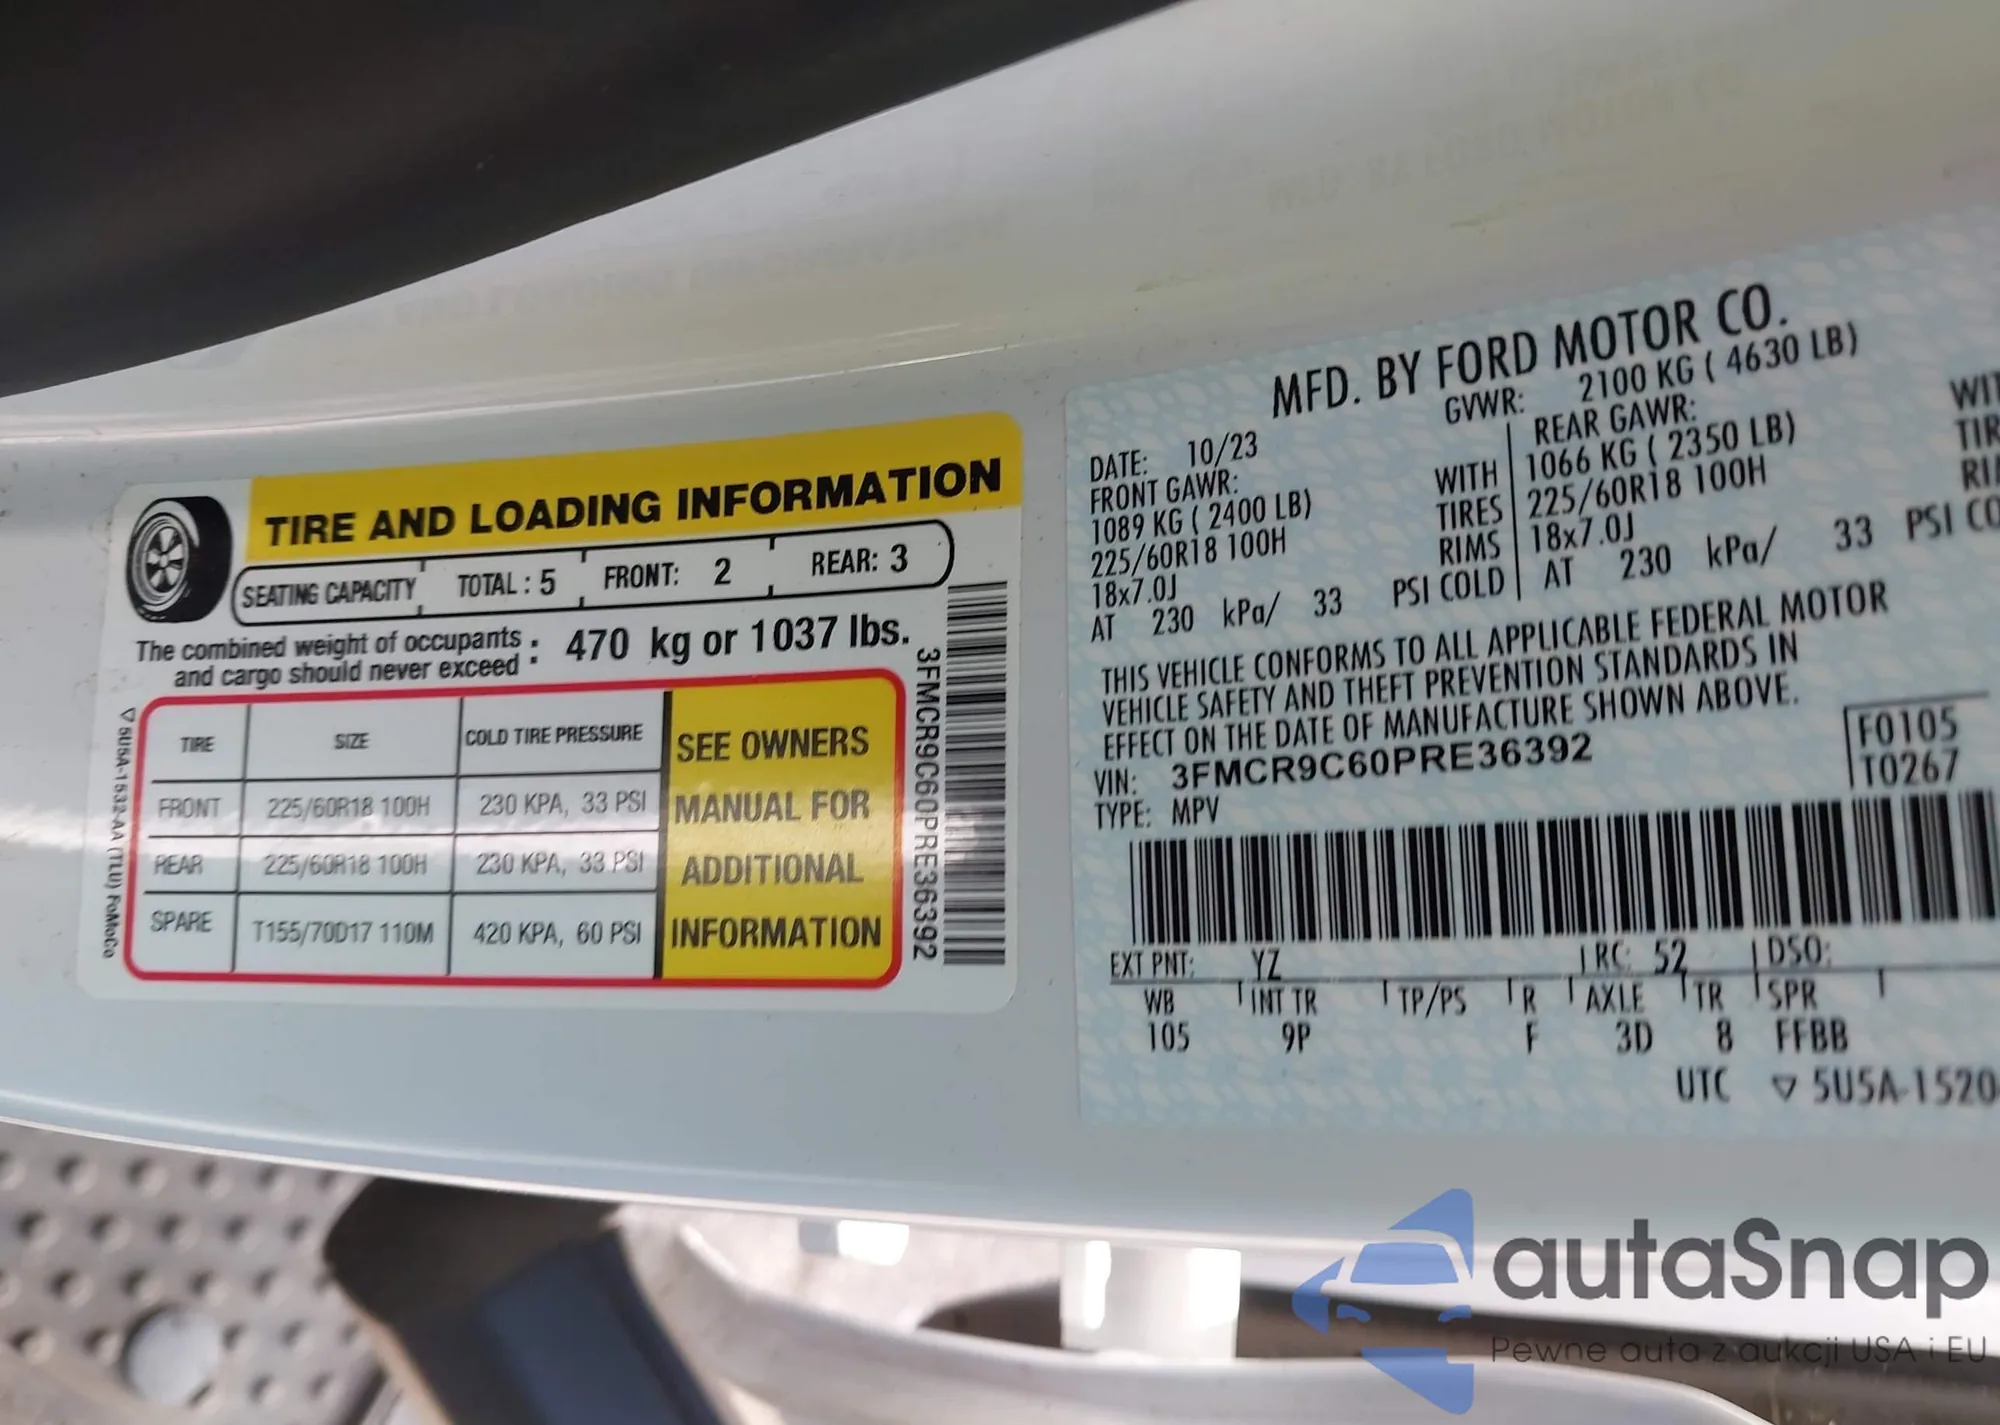 TIRE AND LOADING INFORMATION
SEATING CAPACITY TOTAL : 5 FRONT: 2 REAR: 3
The combined weight of occupants
and cargo should never exceed : 470 kg or 1037 lbs.
TIRE SIZE COLD TIRE PRESSURE
FRONT 225/60R18 100H 230 KPA, 33 PSI
REAR 225/60R18 100H 230 KPA, 33 PSI
SPARE T155/70D17 110M 420 KPA, 60 PSI
SEE OWNERS
MANUAL FOR
ADDITIONAL
INFORMATION
3FMCR9C60PRE36392
5U5A-1532-AA (TLU) FoMoCo
MFD. BY FORD MOTOR CO.
DATE: 10/23 GVWR: 2100 KG ( 4630 LB)
FRONT GAWR: REAR GAWR:
1089 KG ( 2400 LB) WITH 1066 KG ( 2350 LB) WIT
225/60R18 100H TIRES 225/60R18 100H TIR
18x7.0J RIMS 18x7.0J RI
AT 230 kPa/ 33 PSI COLD AT 230 kPa/ 33 PSI CO
THIS VEHICLE CONFORMS TO ALL APPLICABLE FEDERAL MOTOR
VEHICLE SAFETY AND THEFT PREVENTION STANDARDS IN
EFFECT ON THE DATE OF MANUFACTURE SHOWN ABOVE.
VIN: 3FMCR9C60PRE36392 F0105
TYPE: MPV T0267
EXT PNT: YZ RC: 52 DSO:
WB INT TR TP/PS R AXLE TR SPR
105 9P F 3D 8 FFBB
UTC 5U5A-1520
autaSnap
Pewne auta z aukcji USA i EU